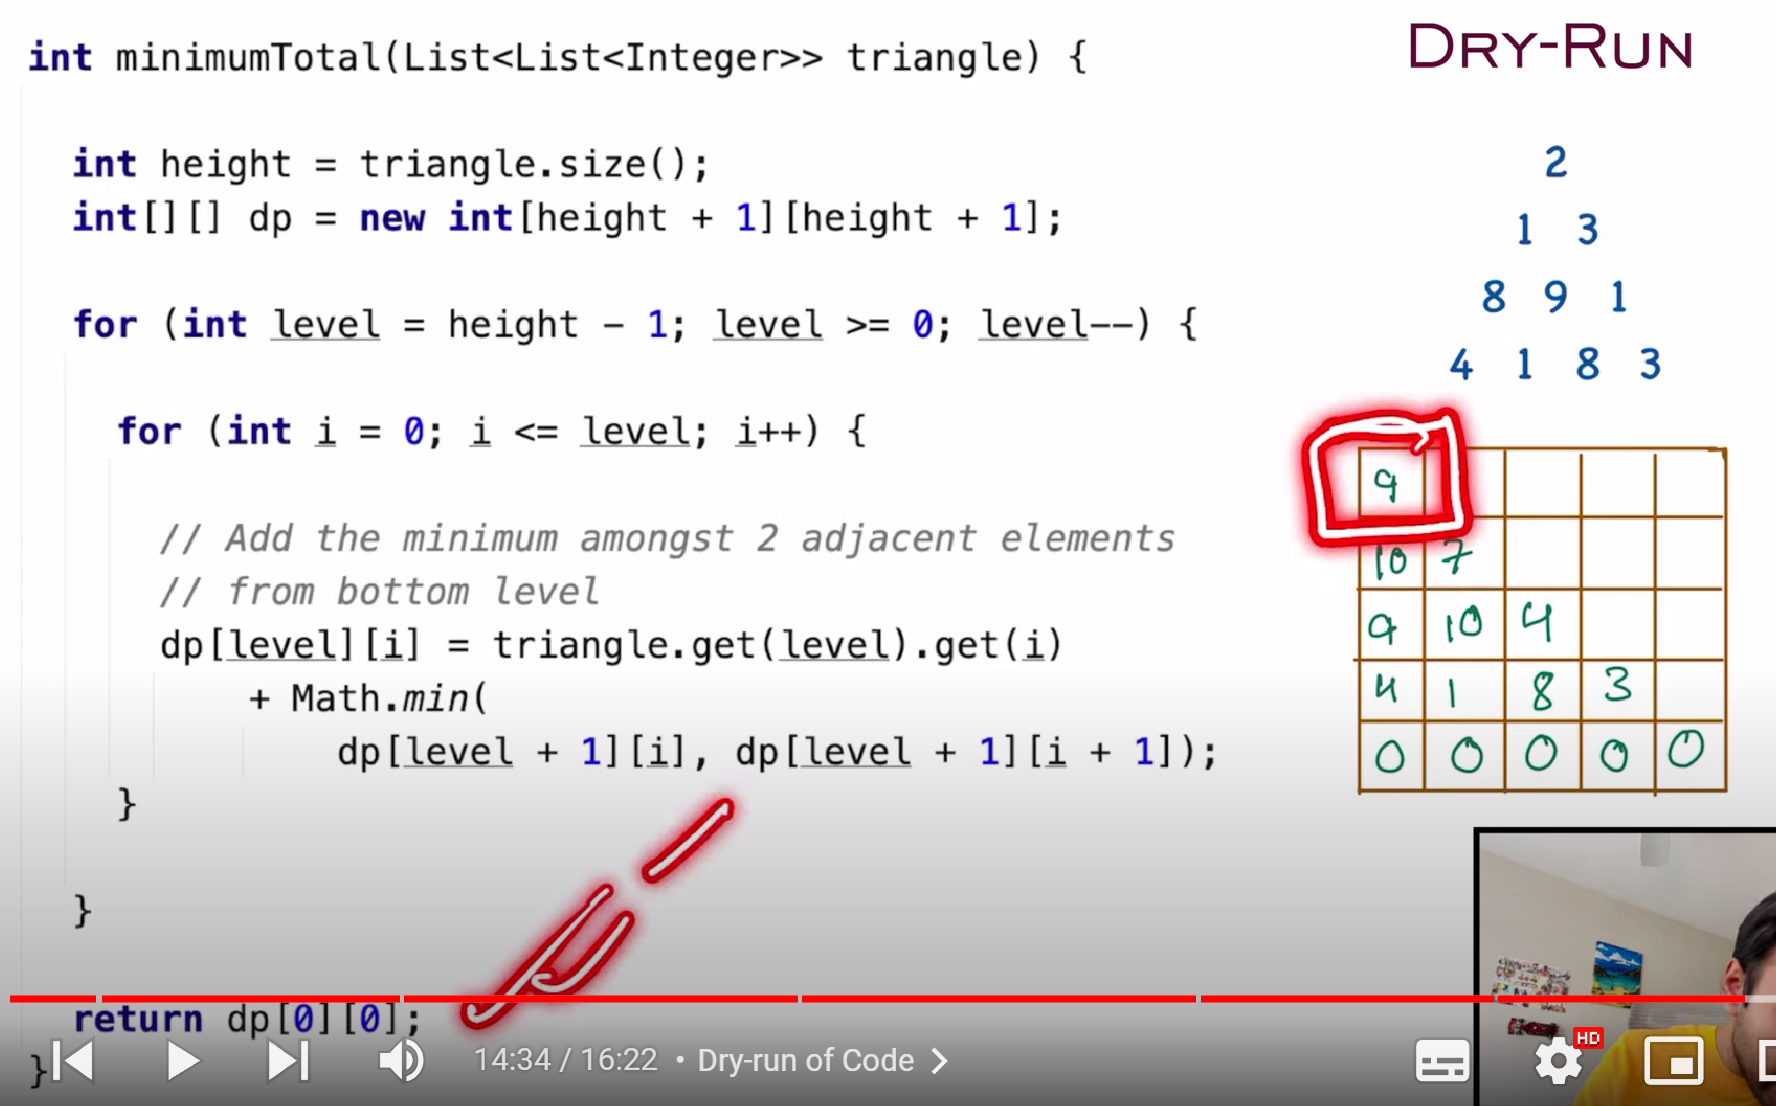 int minimumTotal(List<List<Integer>> triangle) {
int height = triangle.size();
int[][] dp = new int[height + 1][height + 1];
for (int level = height - 1; level >= 0; level--) {
for (int i = 0; i <= level; i++) {
// Add the minimum amongst 2 adjacent elements
// from bottom level
dp[level][i] = triangle.get(level).get(i)
+ Math.min(
dp[level + 1][i], dp[level + 1][i + 1]);
}
}
return dp[0][0];
}
DRY-RUN
2
1 3
8 9 1
4 1 8 3
9
10 7
9 10 4
4 1 8 3
0 0 0 0 0
14:34 / 16:22 • Dry-run of Code
HD